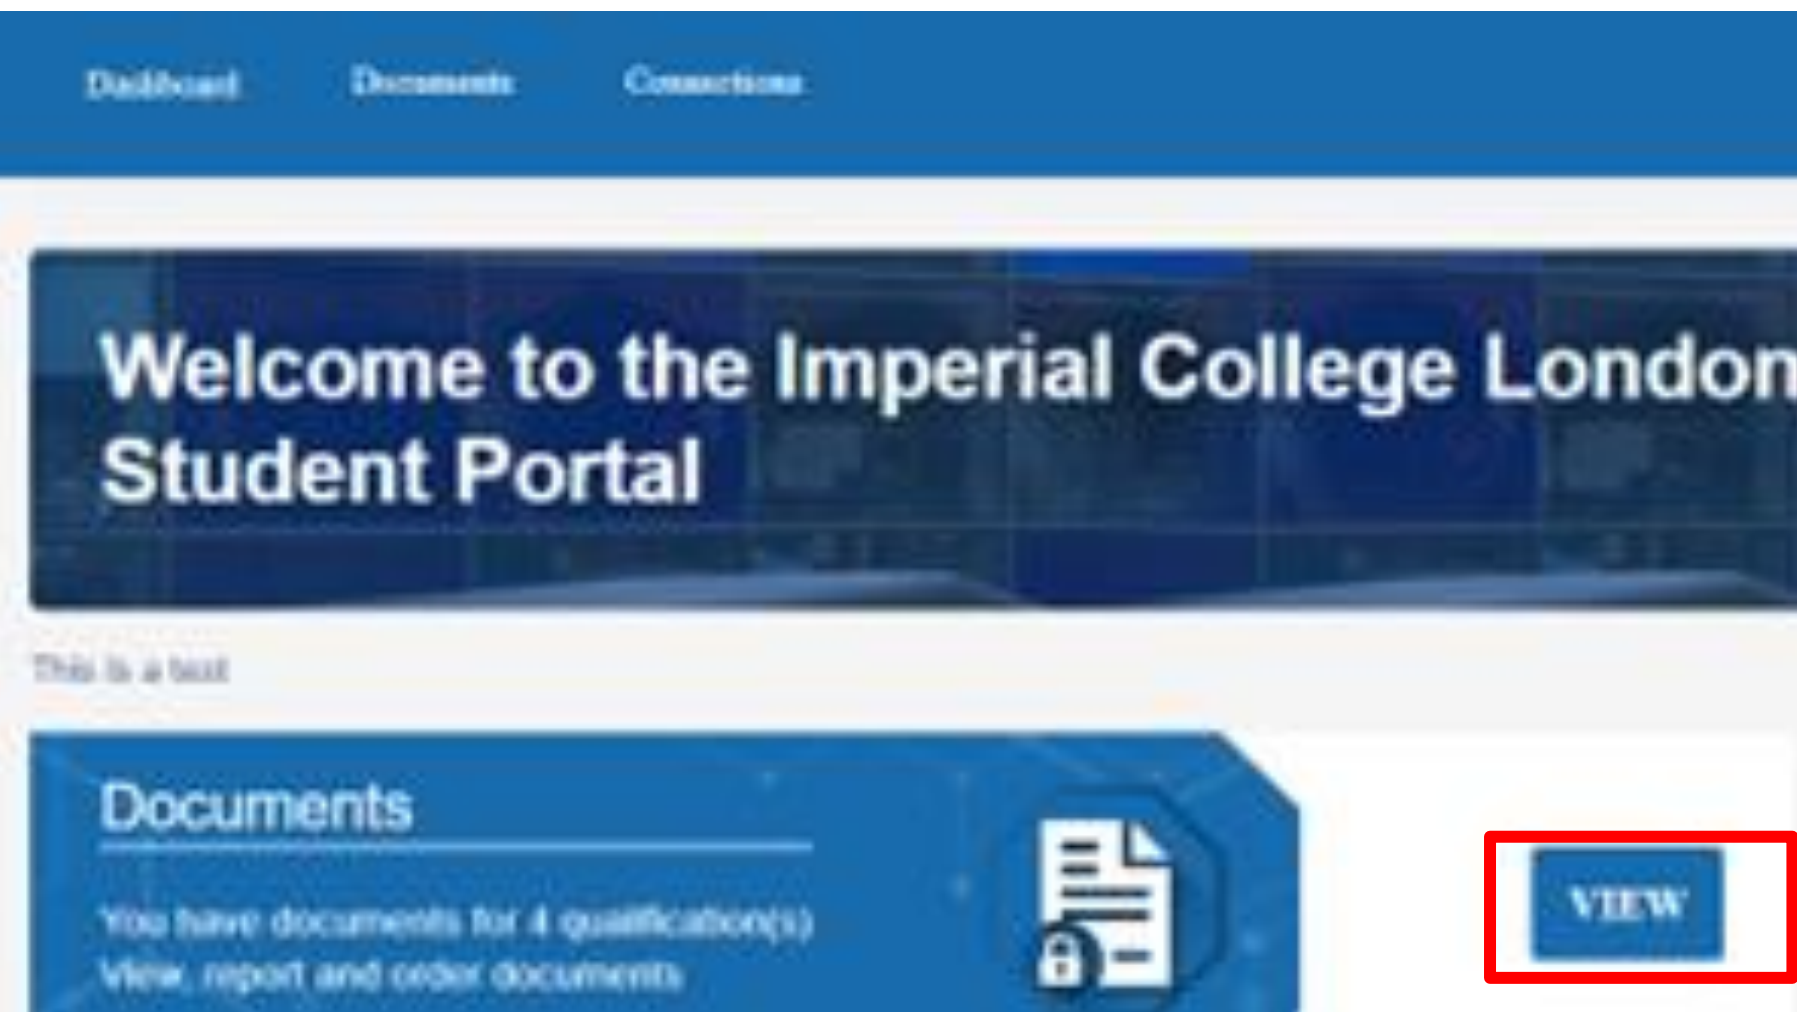 Dashboard Documents Connections
Welcome to the Imperial College London
Student Portal
This is a test
Documents
You have documents for 4 qualification(s)
View, report and order documents
VIEW